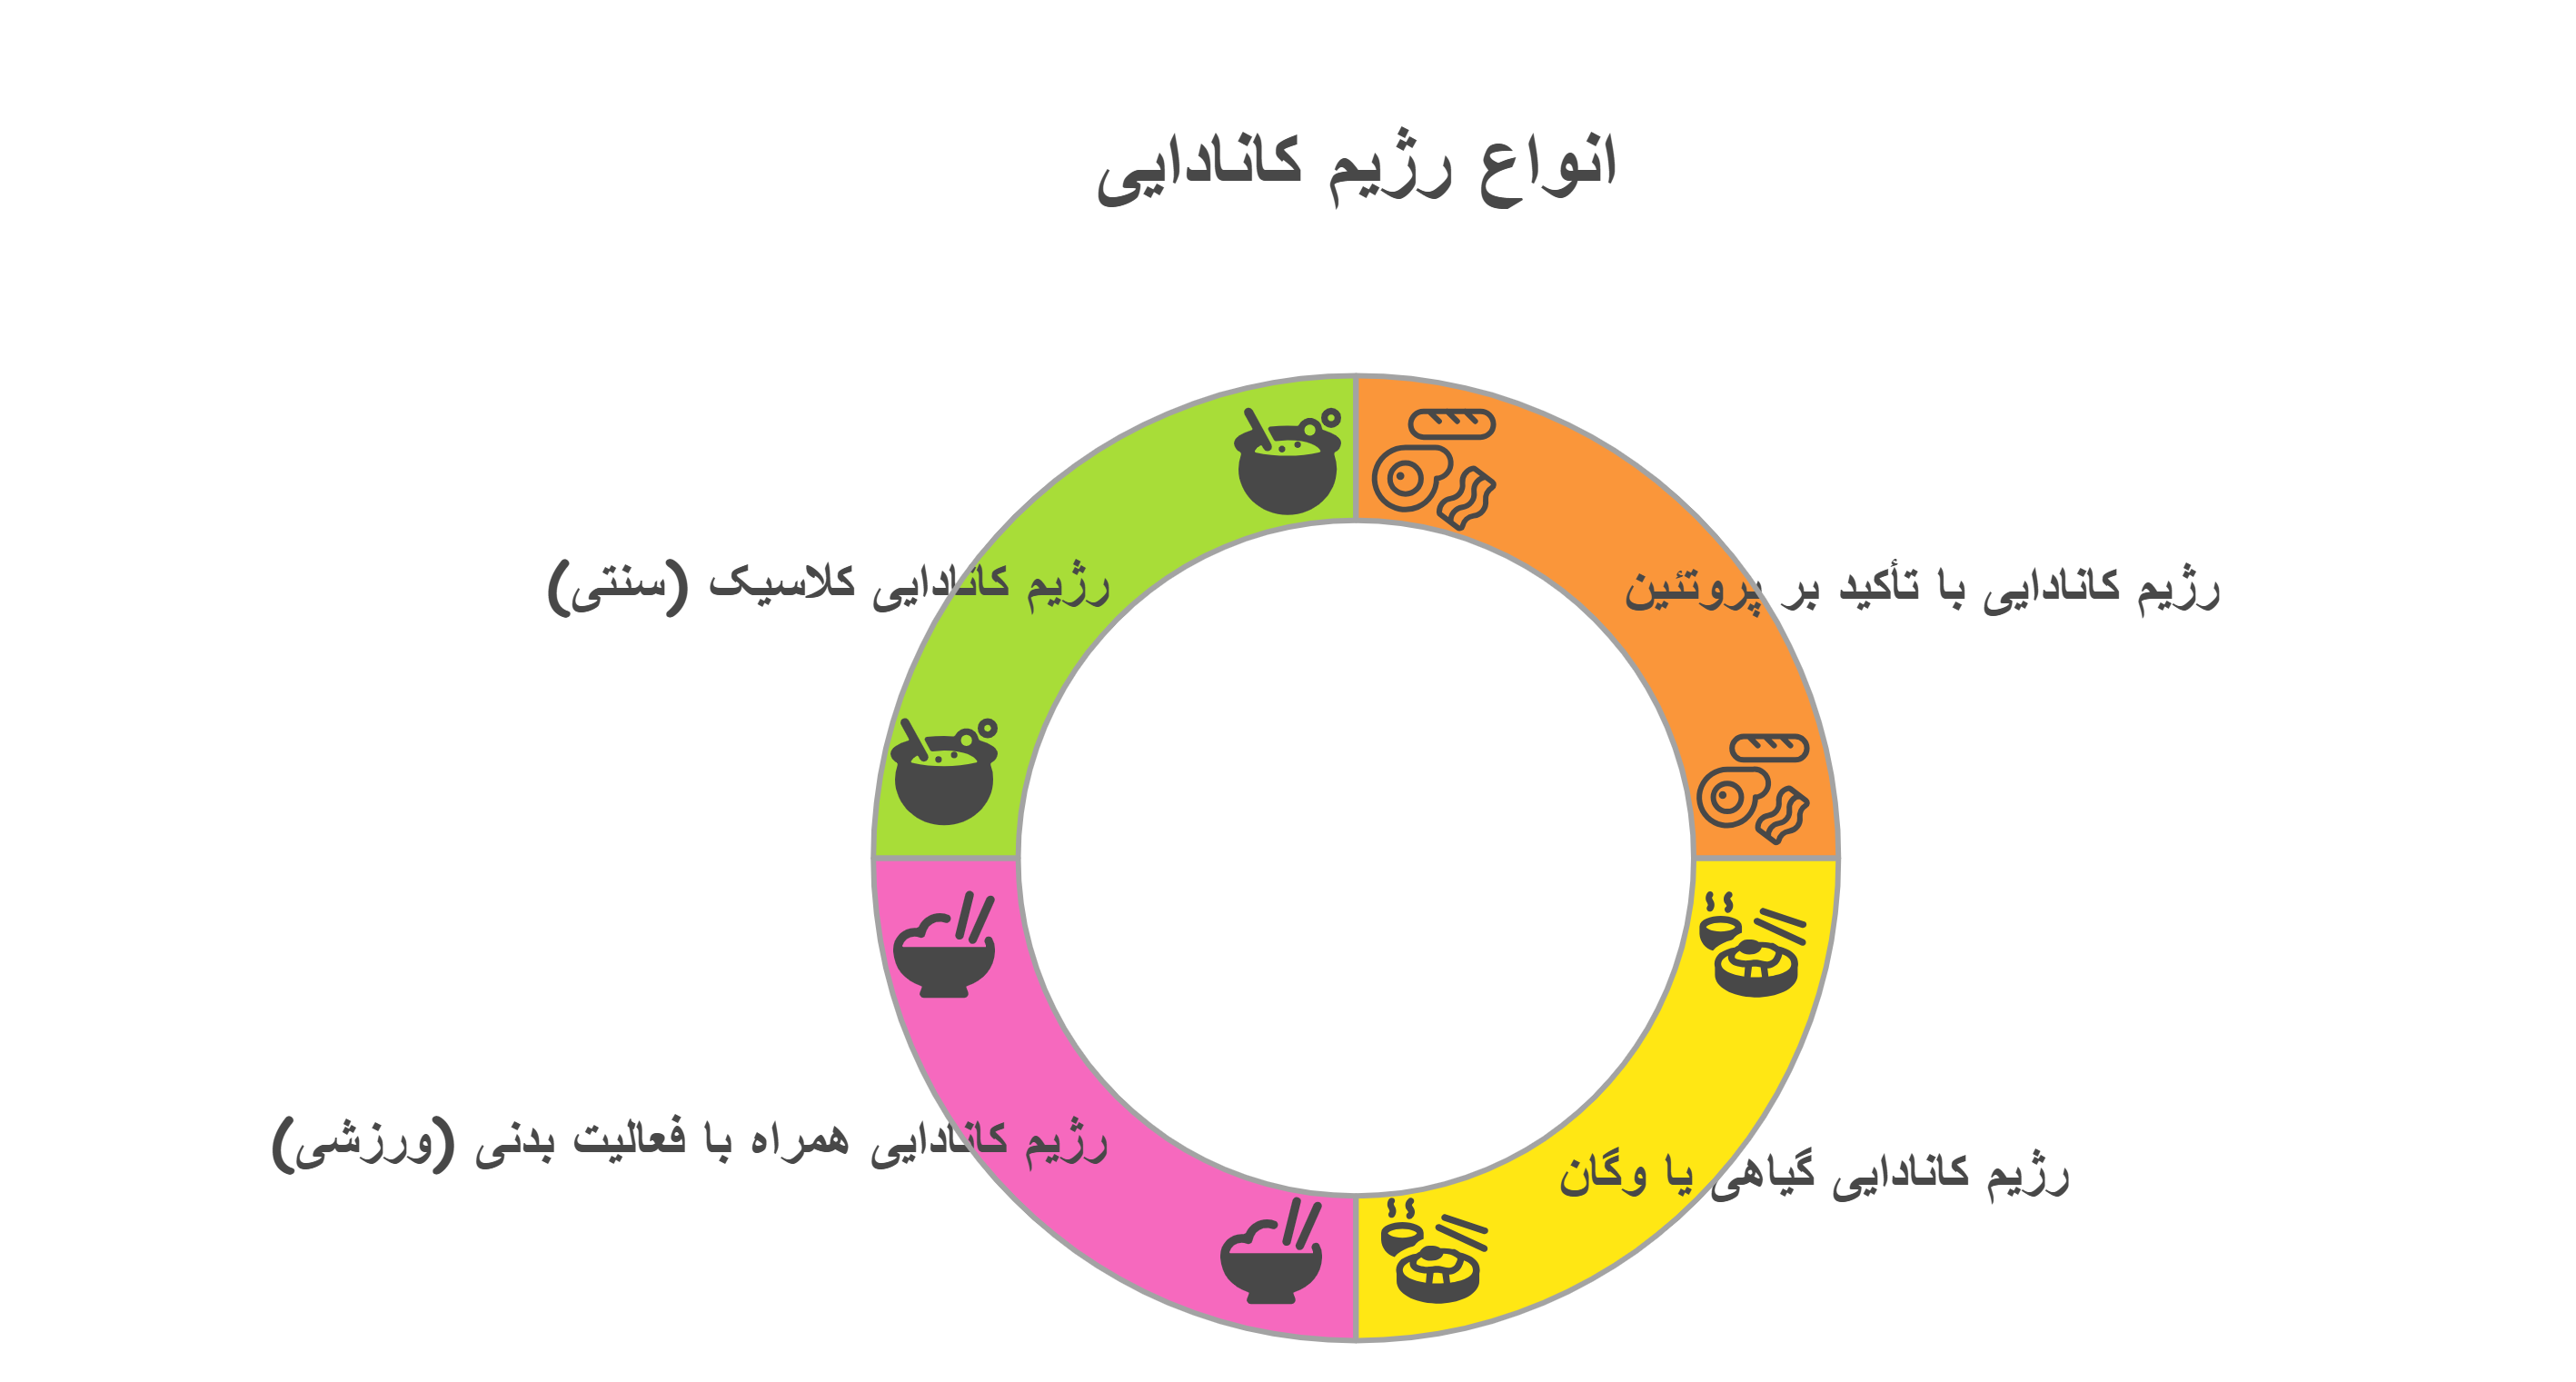 انواع رژیم کانادایی
رژیم کانادایی با تأکید بر پروتئین
رژیم کانادایی کلاسیک (سنتی)
رژیم کانادایی همراه با فعالیت بدنی (ورزشی)
رژیم کانادایی گیاهی یا وگان